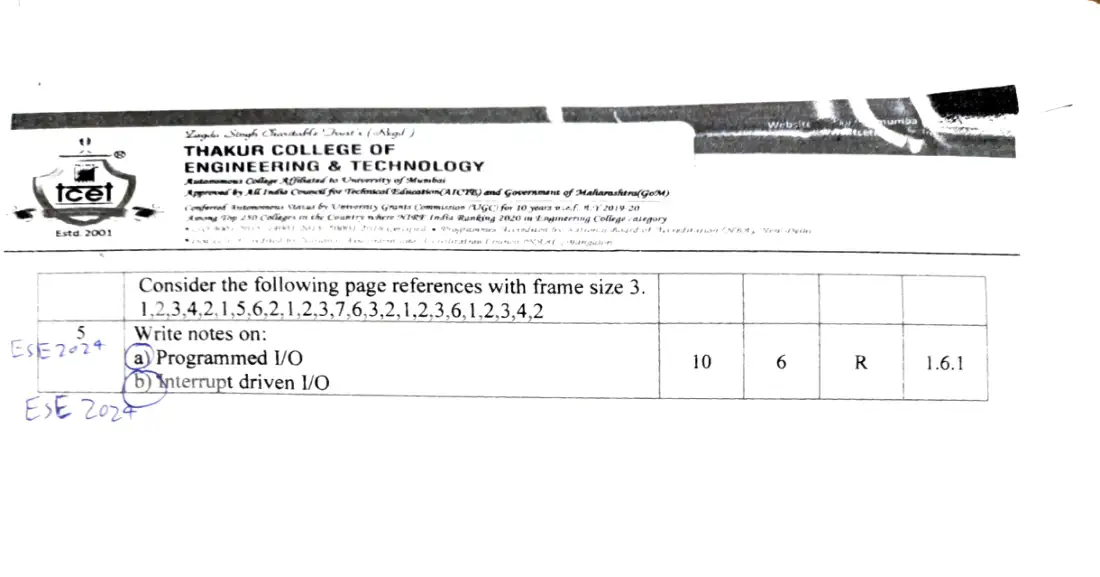 Website
Zagdu Singh Charitable Trust's (Regd.)
THAKUR COLLEGE OF
ENGINEERING & TECHNOLOGY
Autonomous College Affiliated to University of Mumbai
Approved by All India Council for Technical Education(AICTE) and Government of Maharashtra(GoM)
Conferred Autonomous Status by University Grants Commission (UGC) for 10 years w.e.f. A.Y 2019-20
Among Top 250 Colleges in the Country where NIRF India Ranking 2020 in Engineering College category
tcet
Estd. 2001
Consider the following page references with frame size 3.
1,2,3,4,2,1,5,6,2,1,2,3,7,6,3,2,1,2,3,6,1,2,3,4,2
5 Write notes on:
ESE 2024
a) Programmed I/O 10 6 R 1.6.1
b) Interrupt driven I/O
ESE 2024